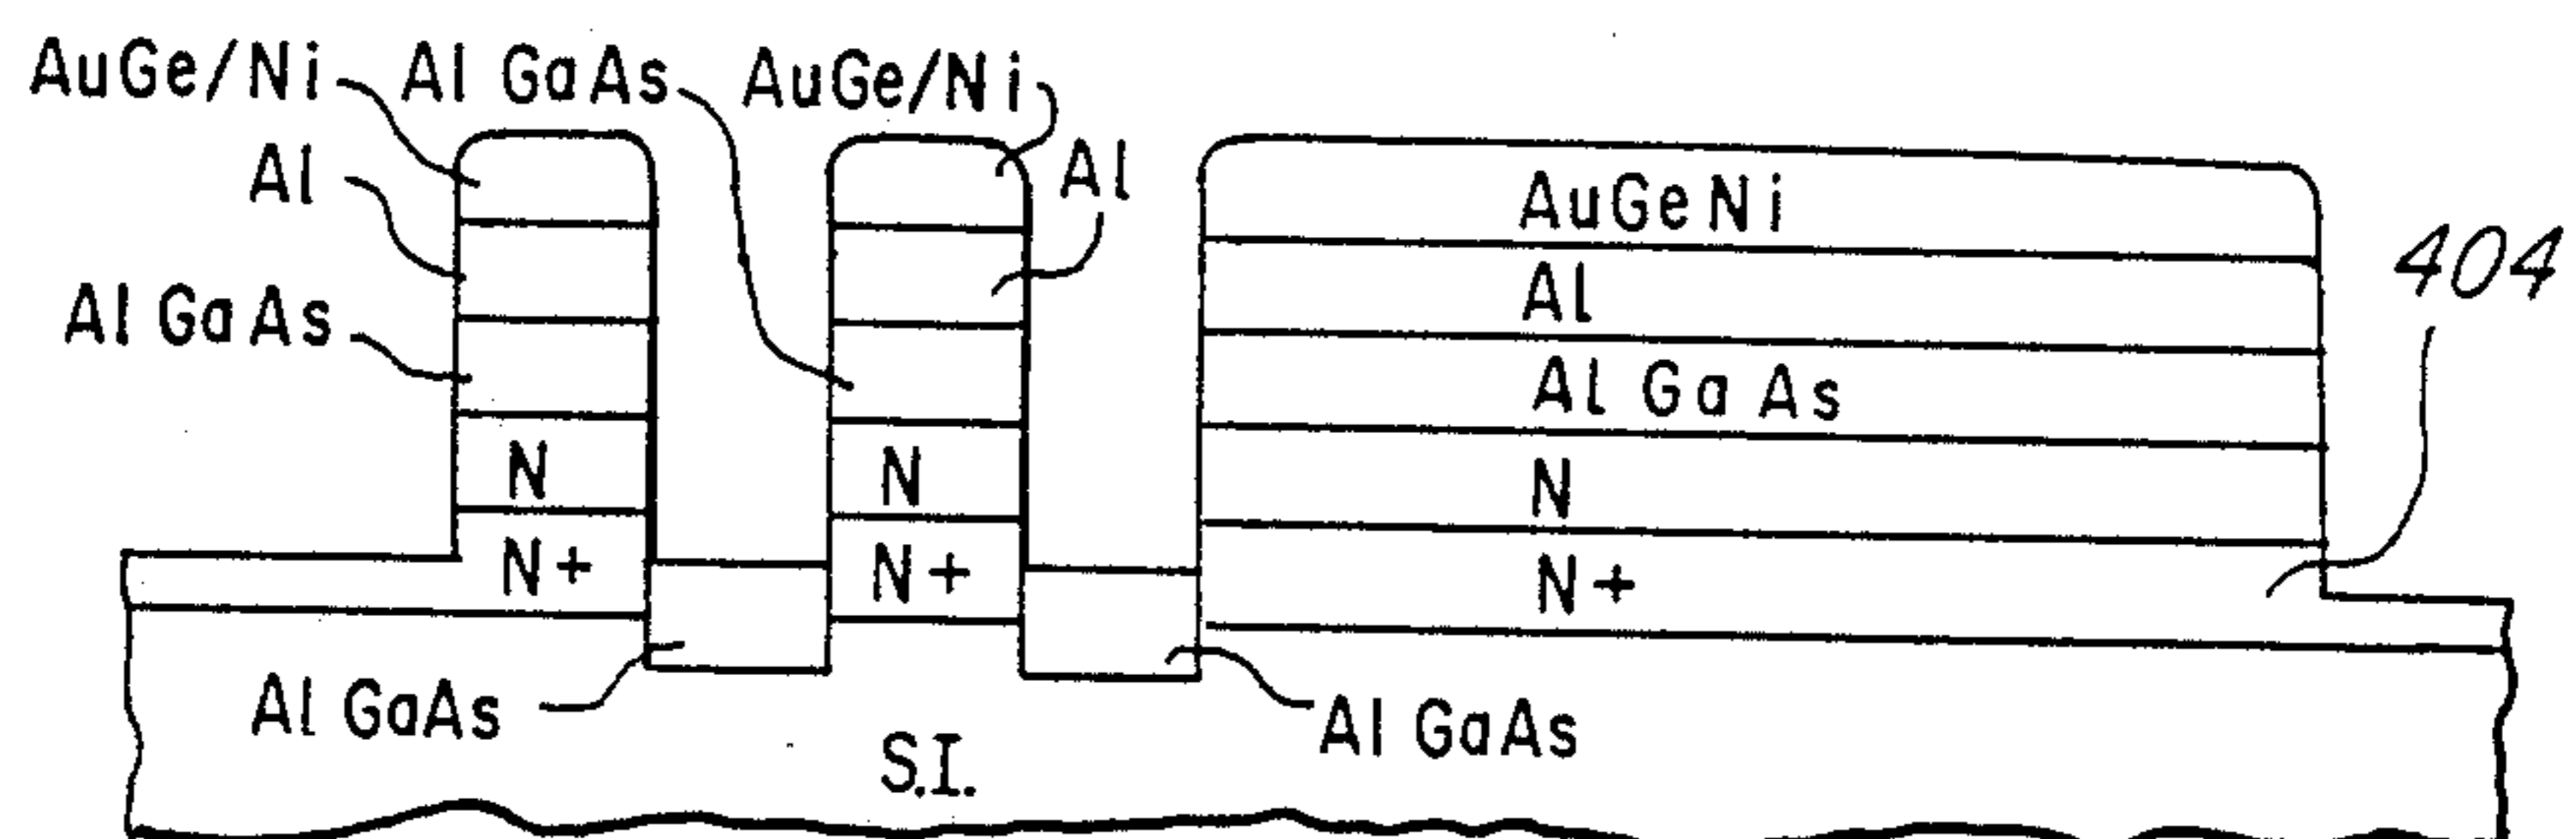 AuGe/Ni Al GaAs AuGe/Ni
Al Al
AuGeNi
404
Al
Al GaAs
Al GaAs
N N N
N+ N+ N+
Al GaAs Al GaAs
S.I.